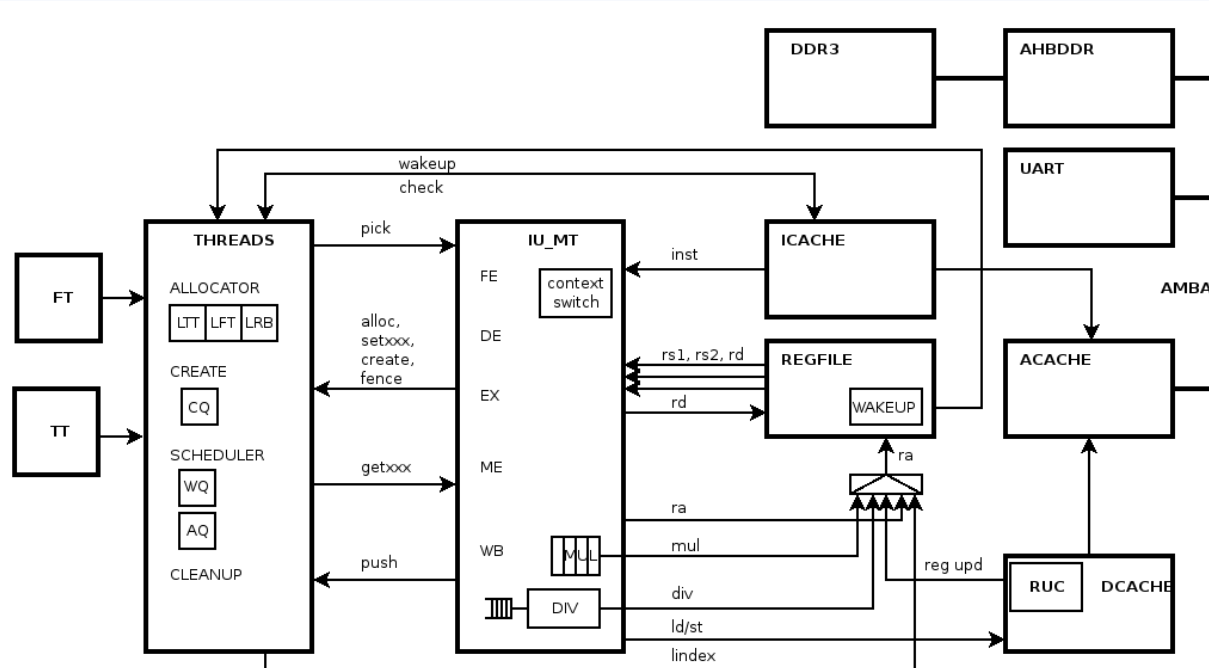 DDR3
AHBDDR
UART
wakeup
check
THREADS
pick
IU_MT
ICACHE
inst
FE
context
switch
FT
ALLOCATOR
LTT LFT LRB
AMBA
alloc,
setxxx,
create,
fence
DE
rs1, rs2, rd
REGFILE
ACACHE
CREATE
CQ
EX
rd
WAKEUP
TT
SCHEDULER
WQ
AQ
getxxx
ME
ra
ra
WB
MUL
mul
CLEANUP
push
reg upd
RUC
DCACHE
DIV
div
ld/st
lindex